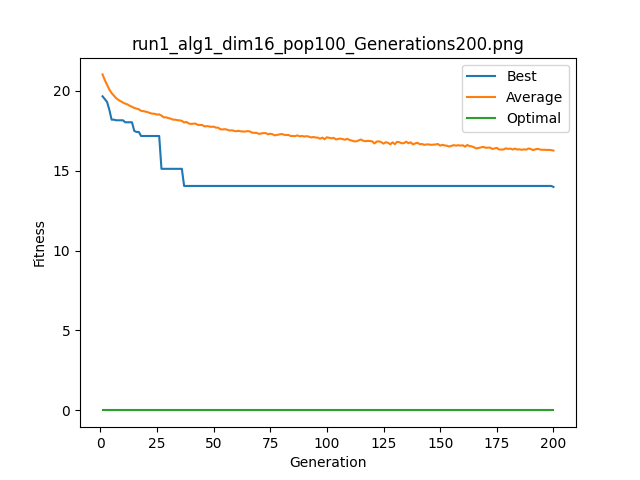 run1_alg1_dim16_pop100_Generations200.png
Best
Average
Optimal
20
15
10
5
0
Fitness
0 25 50 75 100 125 150 175 200
Generation